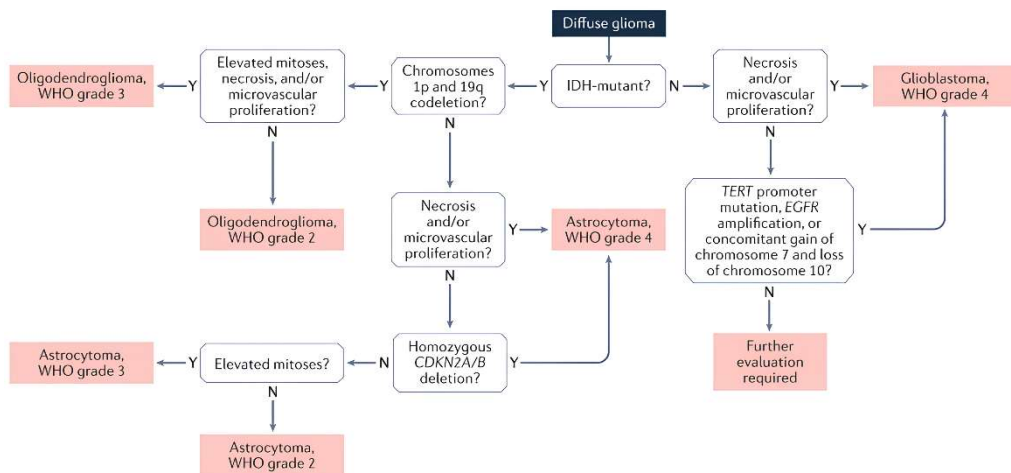 Diffuse glioma
Elevated mitoses,
necrosis, and/or
microvascular
proliferation?
Oligodendroglioma,
WHO grade 3
Y
Y
Chromosomes
1p and 19q
codeletion?
Y
IDH-mutant?
N
Necrosis
and/or
microvascular
proliferation?
Y
Glioblastoma,
WHO grade 4
N
N
N
Oligodendroglioma,
WHO grade 2
Necrosis
and/or
microvascular
proliferation?
Y
Astrocytoma,
WHO grade 4
TERT promoter
mutation, EGFR
amplification, or
concomitant gain of
chromosome 7 and loss
of chromosome 10?
Y
N
N
Astrocytoma,
WHO grade 3
Y
Elevated mitoses?
N
Homozygous
CDKN2A/B
deletion?
Y
Further
evaluation
required
N
Astrocytoma,
WHO grade 2